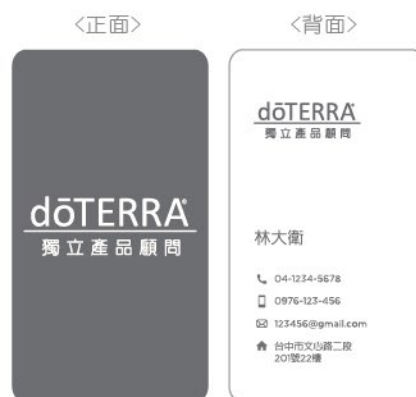 <正面>
<背面>
dōTERRA®
獨立產品顧問
dōTERRA®
獨立產品顧問
林大衛
04-1234-5678
0976-123-456
123456@gmail.com
台中市文心路二段
201號22樓